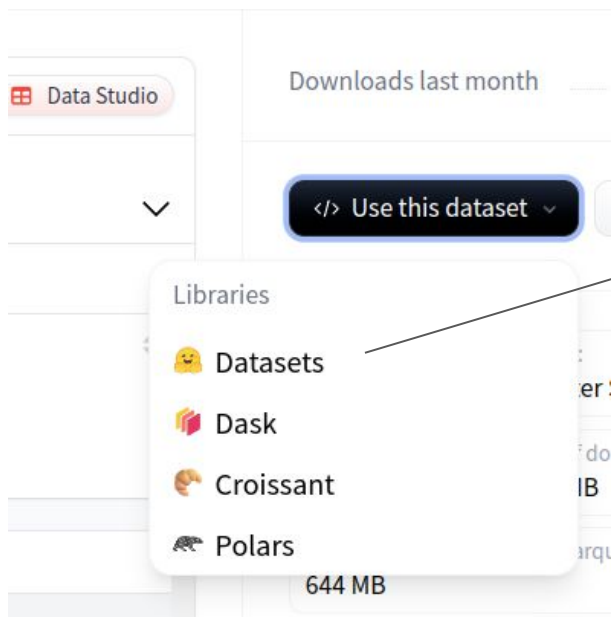 Data Studio
Downloads last month
</> Use this dataset
Libraries
Datasets
Dask
Croissant
Polars
644 MB